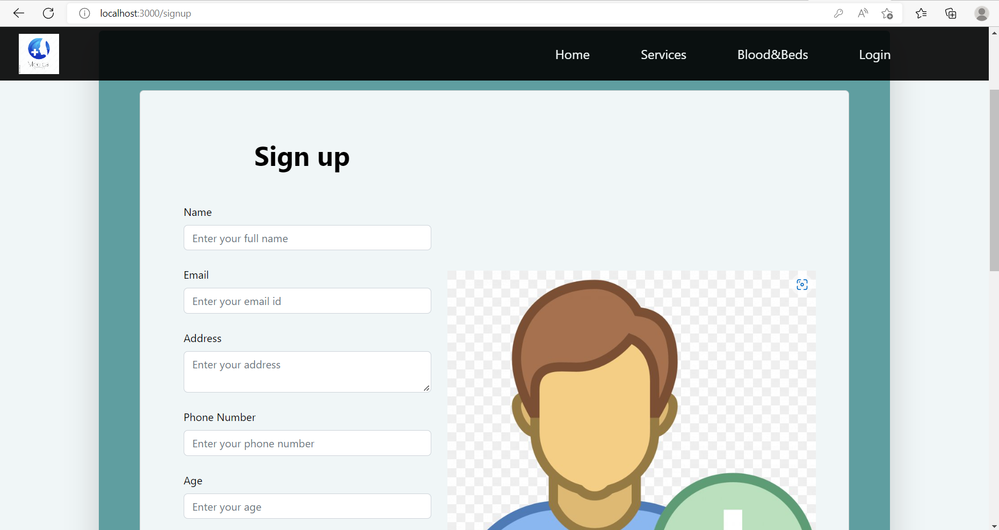 localhost:3000/signup
Home Services Blood&Beds Login
Sign up
Name
Enter your full name
Email
Enter your email id
Address
Enter your address
Phone Number
Enter your phone number
Age
Enter your age